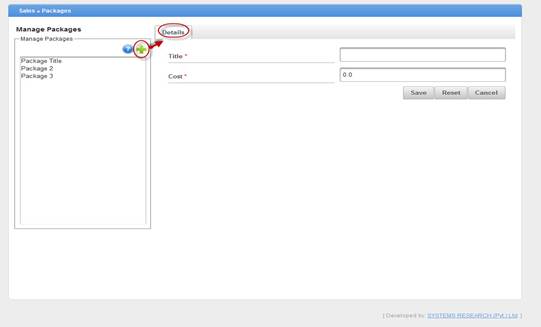 Sales » Packages
Manage Packages
Manage Packages
Package Title
Package 2
Package 3
Details
Title *
Cost *
0.0
Save Reset Cancel
[ Developed by: SYSTEMS RESEARCH (Pvt.) Ltd. ]